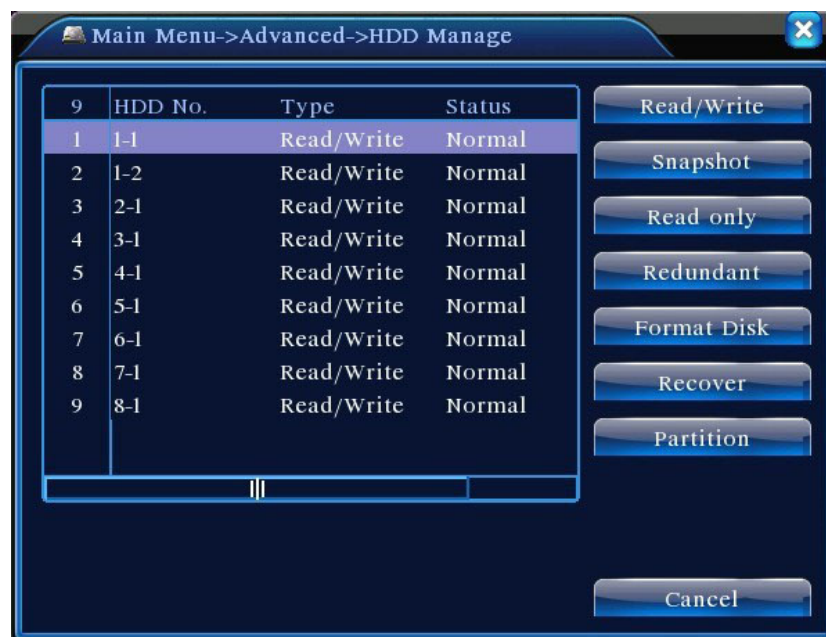 Main Menu->Advanced->HDD Manage
9 HDD No. Type Status
1 1-1 Read/Write Normal
2 1-2 Read/Write Normal
3 2-1 Read/Write Normal
4 3-1 Read/Write Normal
5 4-1 Read/Write Normal
6 5-1 Read/Write Normal
7 6-1 Read/Write Normal
8 7-1 Read/Write Normal
9 8-1 Read/Write Normal
Read/Write
Snapshot
Read only
Redundant
Format Disk
Recover
Partition
Cancel